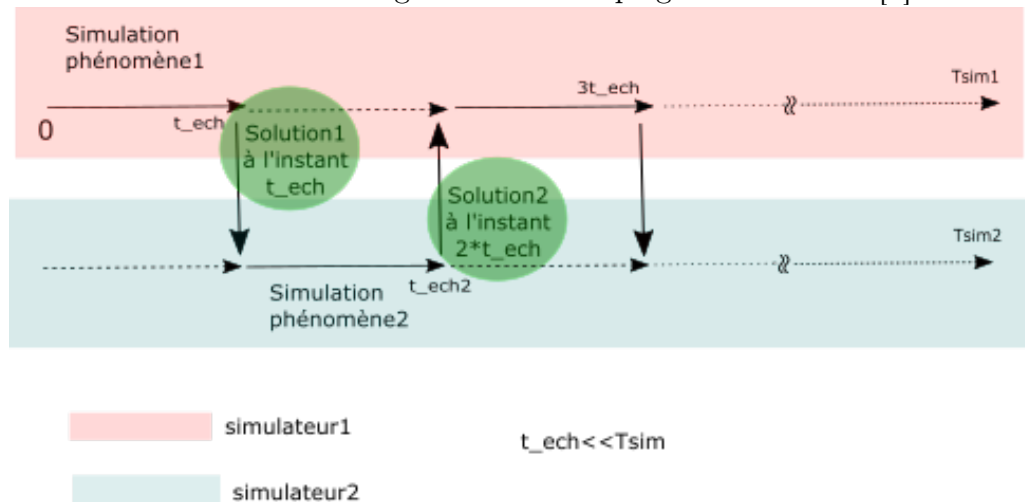 Simulation
phénomène1
Tsim1
3t_ech
0
t_ech
Solution1
à l'instant
t_ech
Solution2
à l'instant
2*t_ech
Tsim2
t_ech2
Simulation
phénomène2
simulateur1
t_ech<<Tsim
simulateur2